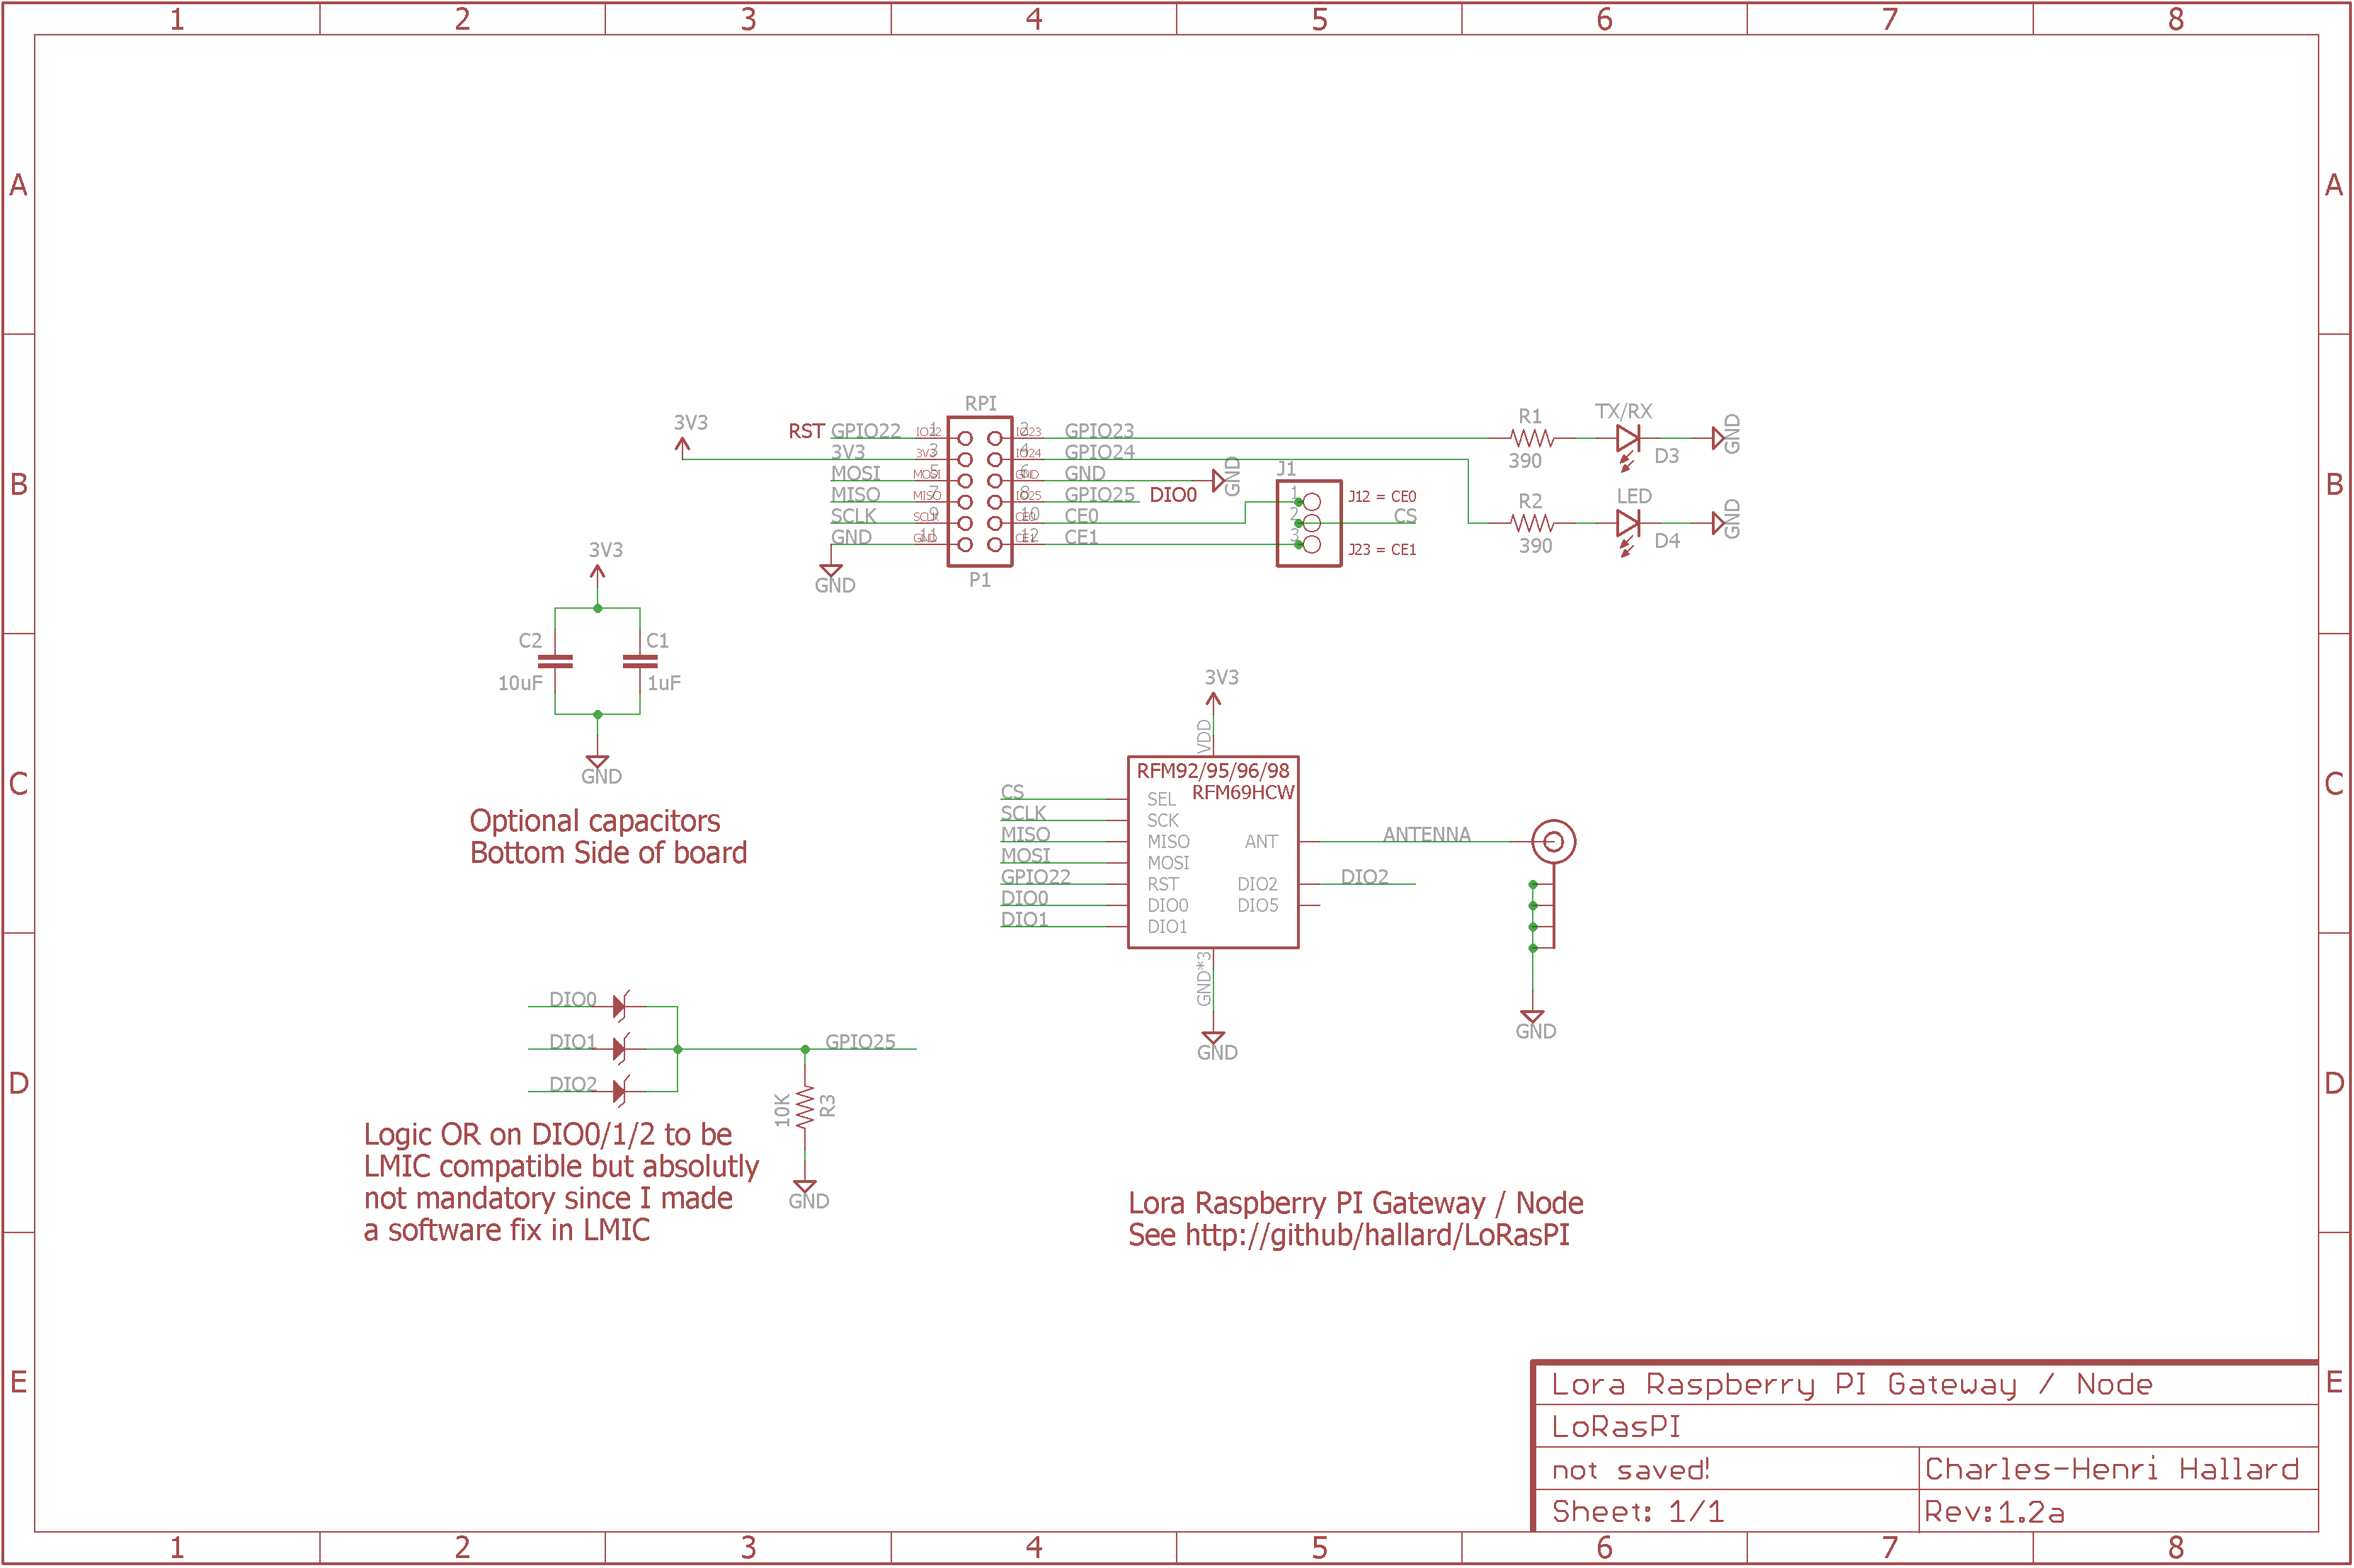 1 2 3 4 5 6 7 8
A A
B B
C C
D D
E E
RPI
RST GPIO22 IO22 1 2 IO23 GPIO23
3V3
3V3 3V3 3 4 IO24 GPIO24
MOSI MOSI 5 6 GND GND GND
MISO MISO 7 8 IO25 GPIO25 DIO0
SCLK SCLK 9 10 CE0 CE0
GND GND 11 12 CE1 CE1
GND
P1
J1
1 J12 = CE0
2 CS
3 J23 = CE1
R1 TX/RX GND
390 D3
R2 LED GND
390 D4
3V3
C2 C1
10uF 1uF
GND
Optional capacitors
Bottom Side of board
3V3
VDD
RFM92/95/96/98
RFM69HCW
CS SEL
SCLK SCK
MISO MISO ANT ANTENNA
MOSI MOSI
GPIO22 RST DIO2 DIO2
DIO0 DIO0 DIO5
DIO1 DIO1
GND*3
GND
GND
DIO0
DIO1 GPIO25
DIO2
10K R3
GND
Logic OR on DIO0/1/2 to be
LMIC compatible but absolutly
not mandatory since I made
a software fix in LMIC
Lora Raspberry PI Gateway / Node
See http://github/hallard/LoRasPI
Lora Raspberry PI Gateway / Node
LoRasPI
not saved! Charles-Henri Hallard
Sheet: 1/1 Rev:1.2a
1 2 3 4 5 6 7 8